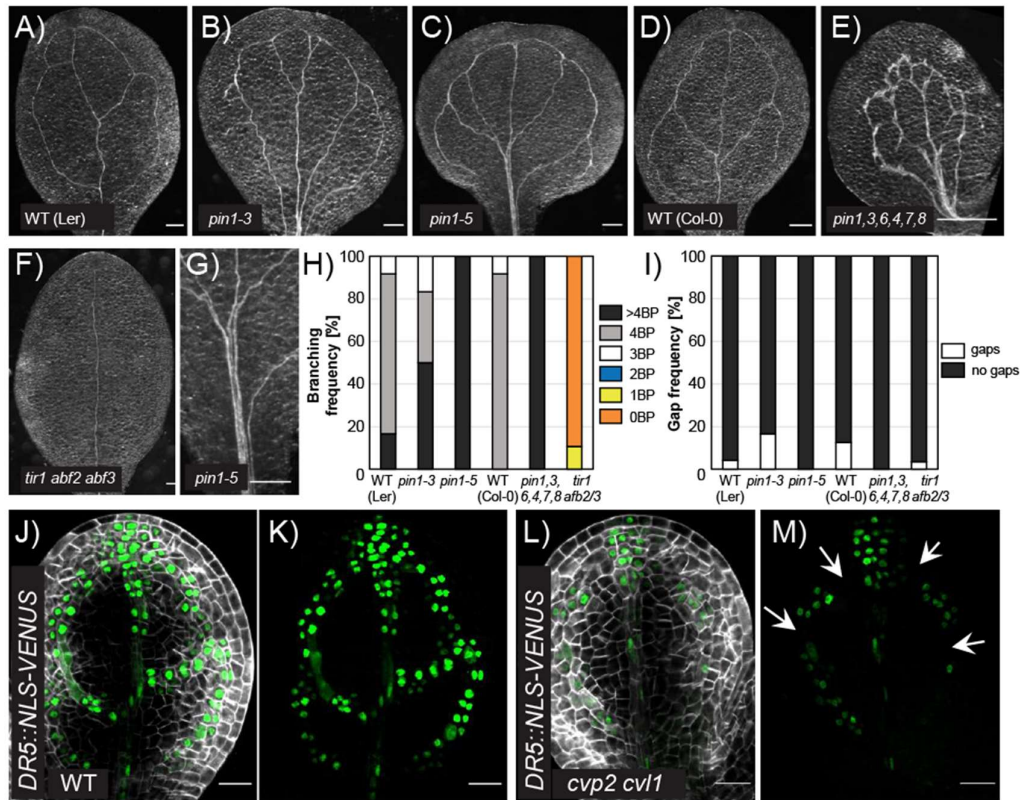 A)
WT (Ler)
B)
pin1-3
C)
pin1-5
D)
WT (Col-0)
E)
pin1,3,6,4,7,8
F)
tir1 abf2 abf3
G)
pin1-5
H)
Branching
frequency [%]
100
80
60
40
20
0
WT
(Ler)
pin1-3
pin1-5
WT
(Col-0)
pin1,3,
6,4,7,8
tir1
afb2/3
>4BP
4BP
3BP
2BP
1BP
0BP
I)
Gap frequency [%]
100
80
60
40
20
0
WT
(Ler)
pin1-3
pin1-5
WT
(Col-0)
pin1,3,
6,4,7,8
tir1
afb2/3
gaps
no gaps
J)
DR5::NLS-VENUS
WT
K)
L)
DR5::NLS-VENUS
cvp2 cvl1
M)